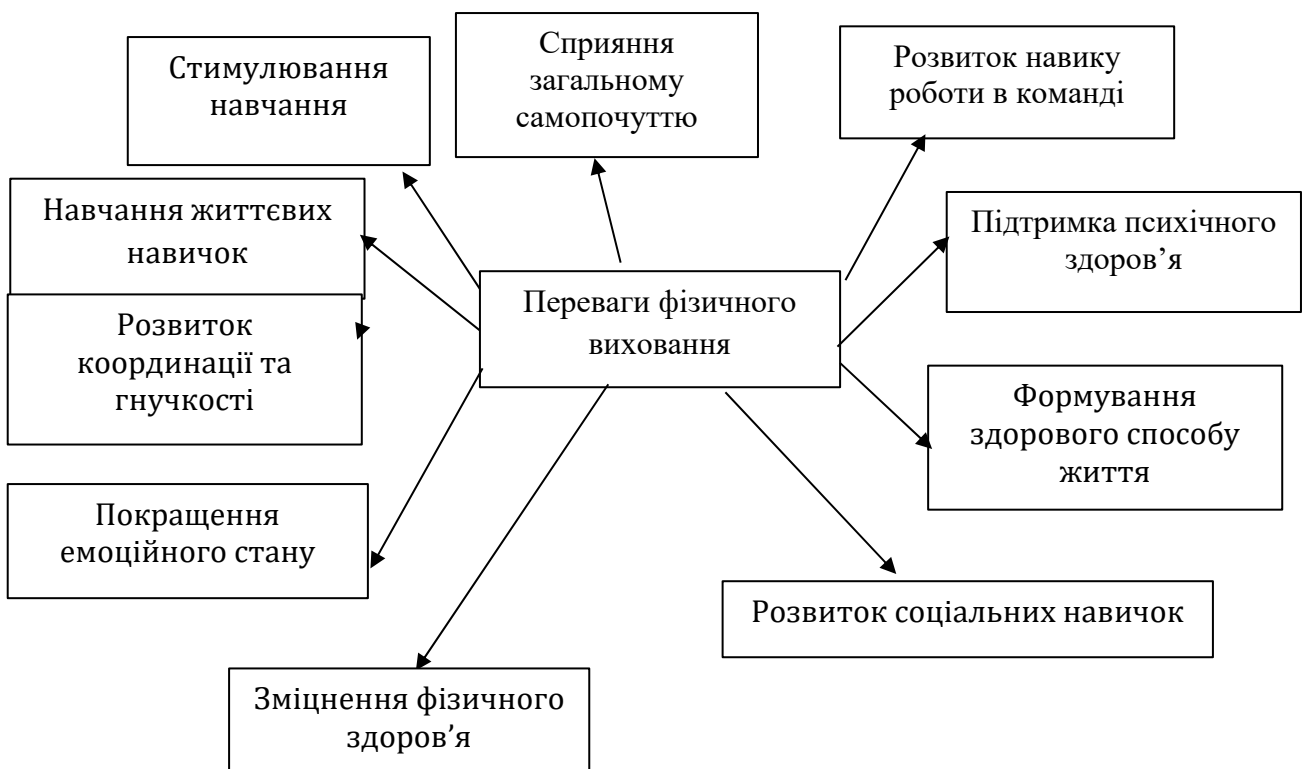 Стимулювання
навчання
Сприяння
загальному
самопочуттю
Розвиток навику
роботи в команді
Навчання життєвих
навичок
Підтримка психічного
здоров’я
Переваги фізичного
виховання
Розвиток
координації та
гнучкості
Формування
здорового способу
життя
Покращення
емоційного стану
Розвиток соціальних навичок
Зміцнення фізичного
здоров’я